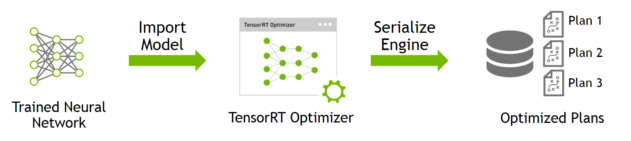 Import
Model
TensorRT Optimizer
Serialize
Engine
Plan 1
Plan 2
Plan 3
Trained Neural
Network
TensorRT Optimizer
Optimized Plans